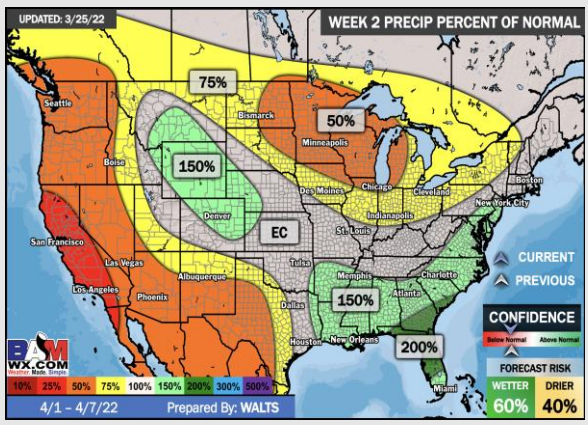 UPDATED: 3/25/22
WEEK 2 PRECIP PERCENT OF NORMAL
Seattle
75%
Bismarck
50%
Minneapolis
Boise
150%
Boston
Des Moines
Chicago
Cleveland
New York City
Denver
Indianapolis
San Francisco
EC
St. Louis
CURRENT
Las Vegas
Tulsa
PREVIOUS
Albuquerque
Memphis
Charlotte
Los Angeles
Phoenix
150%
Atlanta
Dallas
CONFIDENCE
Below Normal Above Normal
Houston
New Orleans
200%
BAM
WX.COM
Weather. Made. Simple.
Miami
FORECAST RISK
10% 25% 50% 75% 100% 150% 200% 300% 500%
WETTER DRIER
60% 40%
4/1 – 4/7/22 Prepared By: WALTS